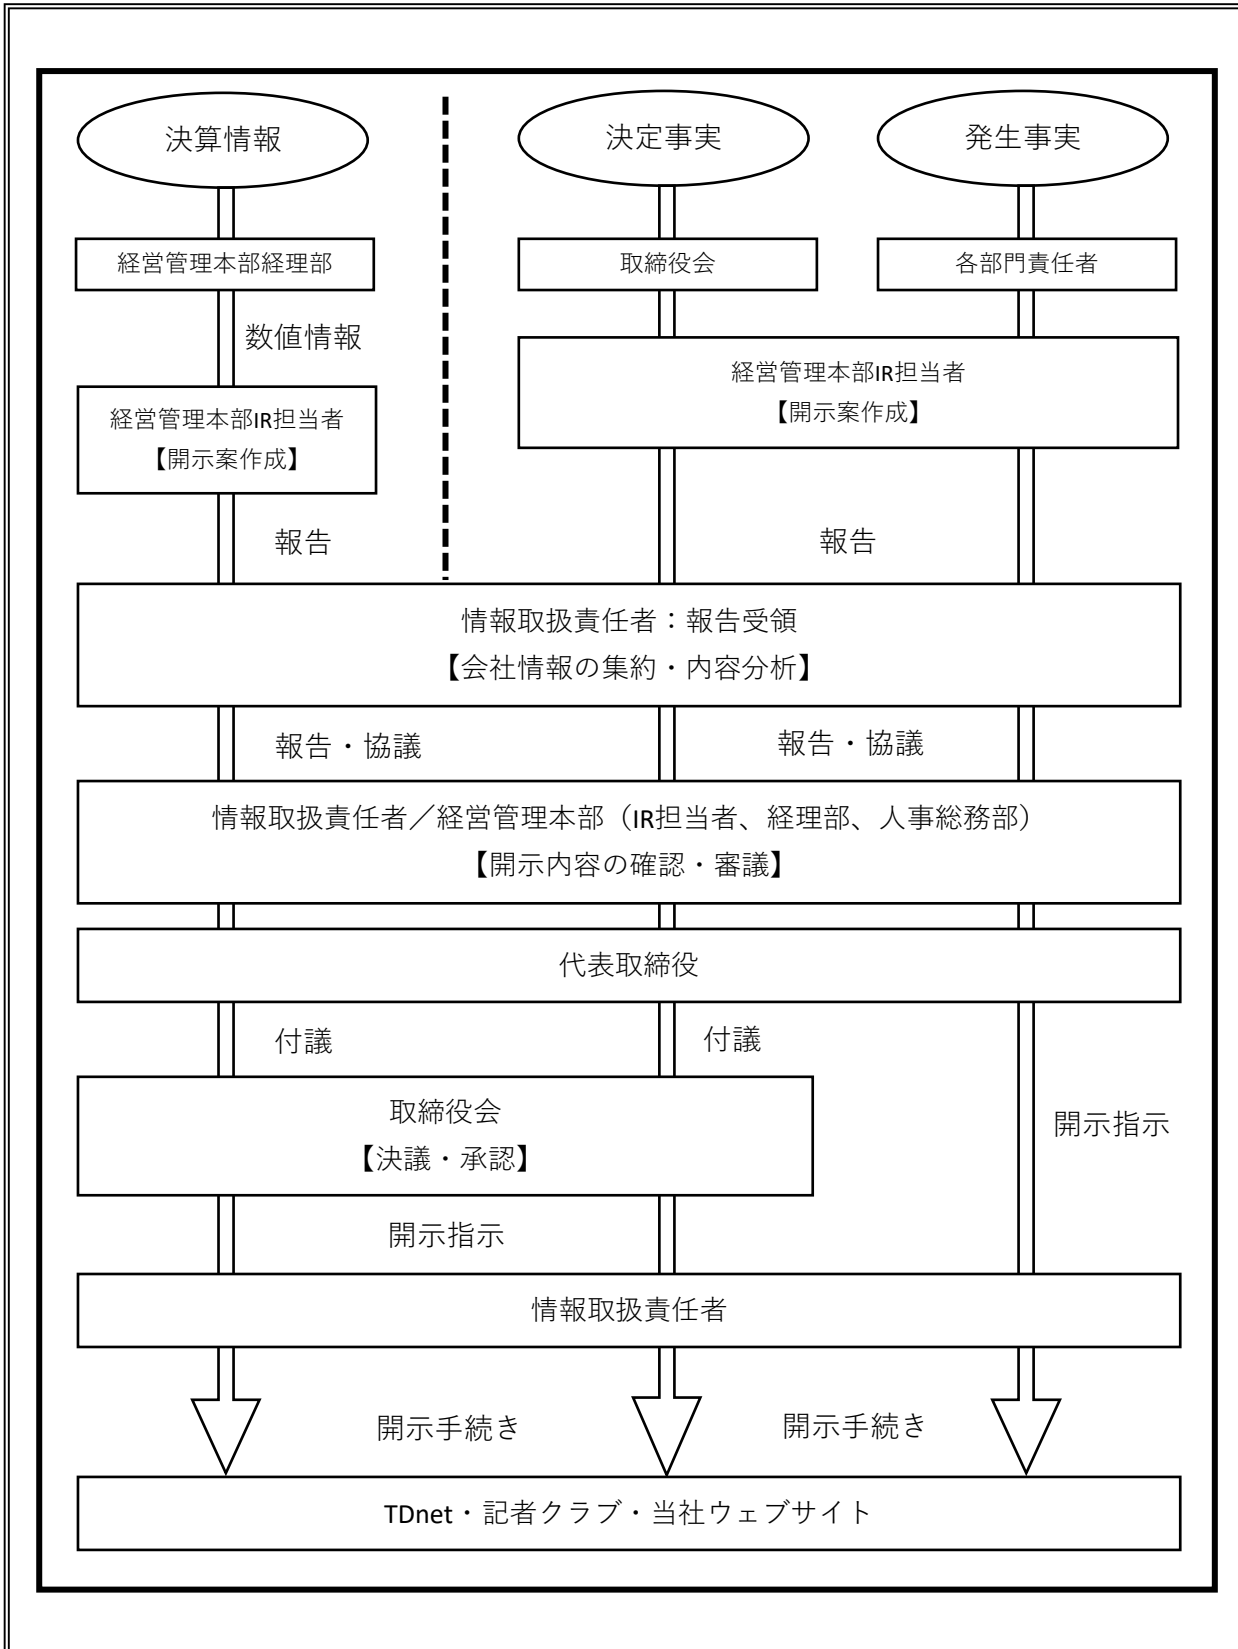 決算情報
決定事実
発生事実
経営管理本部経理部
取締役会
各部門責任者
数値情報
経営管理本部IR担当者
【開示案作成】
経営管理本部IR担当者
【開示案作成】
報告
報告
情報取扱責任者：報告受領
【会社情報の集約・内容分析】
報告・協議
報告・協議
情報取扱責任者／経営管理本部（IR担当者、経理部、人事総務部）
【開示内容の確認・審議】
代表取締役
付議
付議
取締役会
【決議・承認】
開示指示
開示指示
情報取扱責任者
開示手続き
開示手続き
TDnet・記者クラブ・当社ウェブサイト